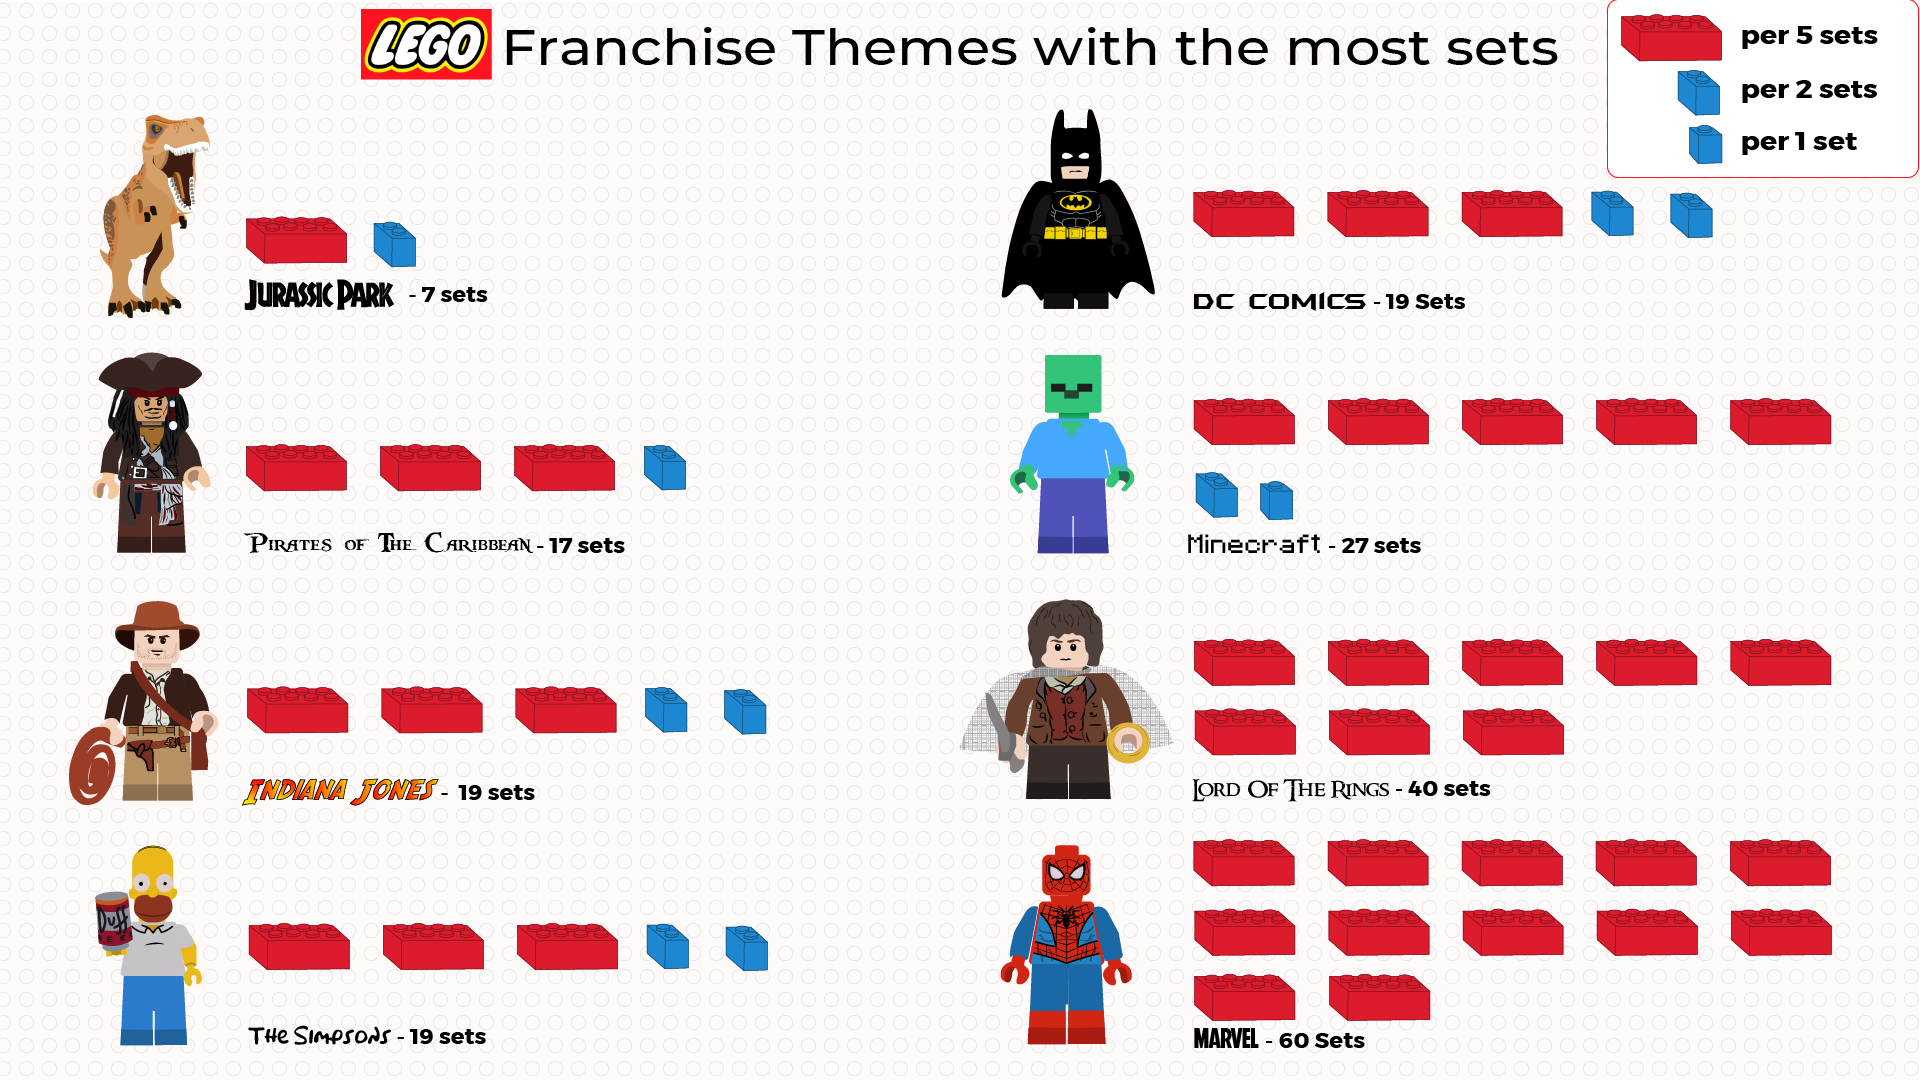 LEGO Franchise Themes with the most sets
per 5 sets
per 2 sets
per 1 set
JURASSIC PARK - 7 sets
PIRATES OF THE CARIBBEAN - 17 sets
INDIANA JONES - 19 sets
Duff
BEER
THE SIMPSONS - 19 sets
DC COMICS - 19 Sets
Minecraft - 27 sets
LORD OF THE RINGS - 40 sets
MARVEL - 60 Sets